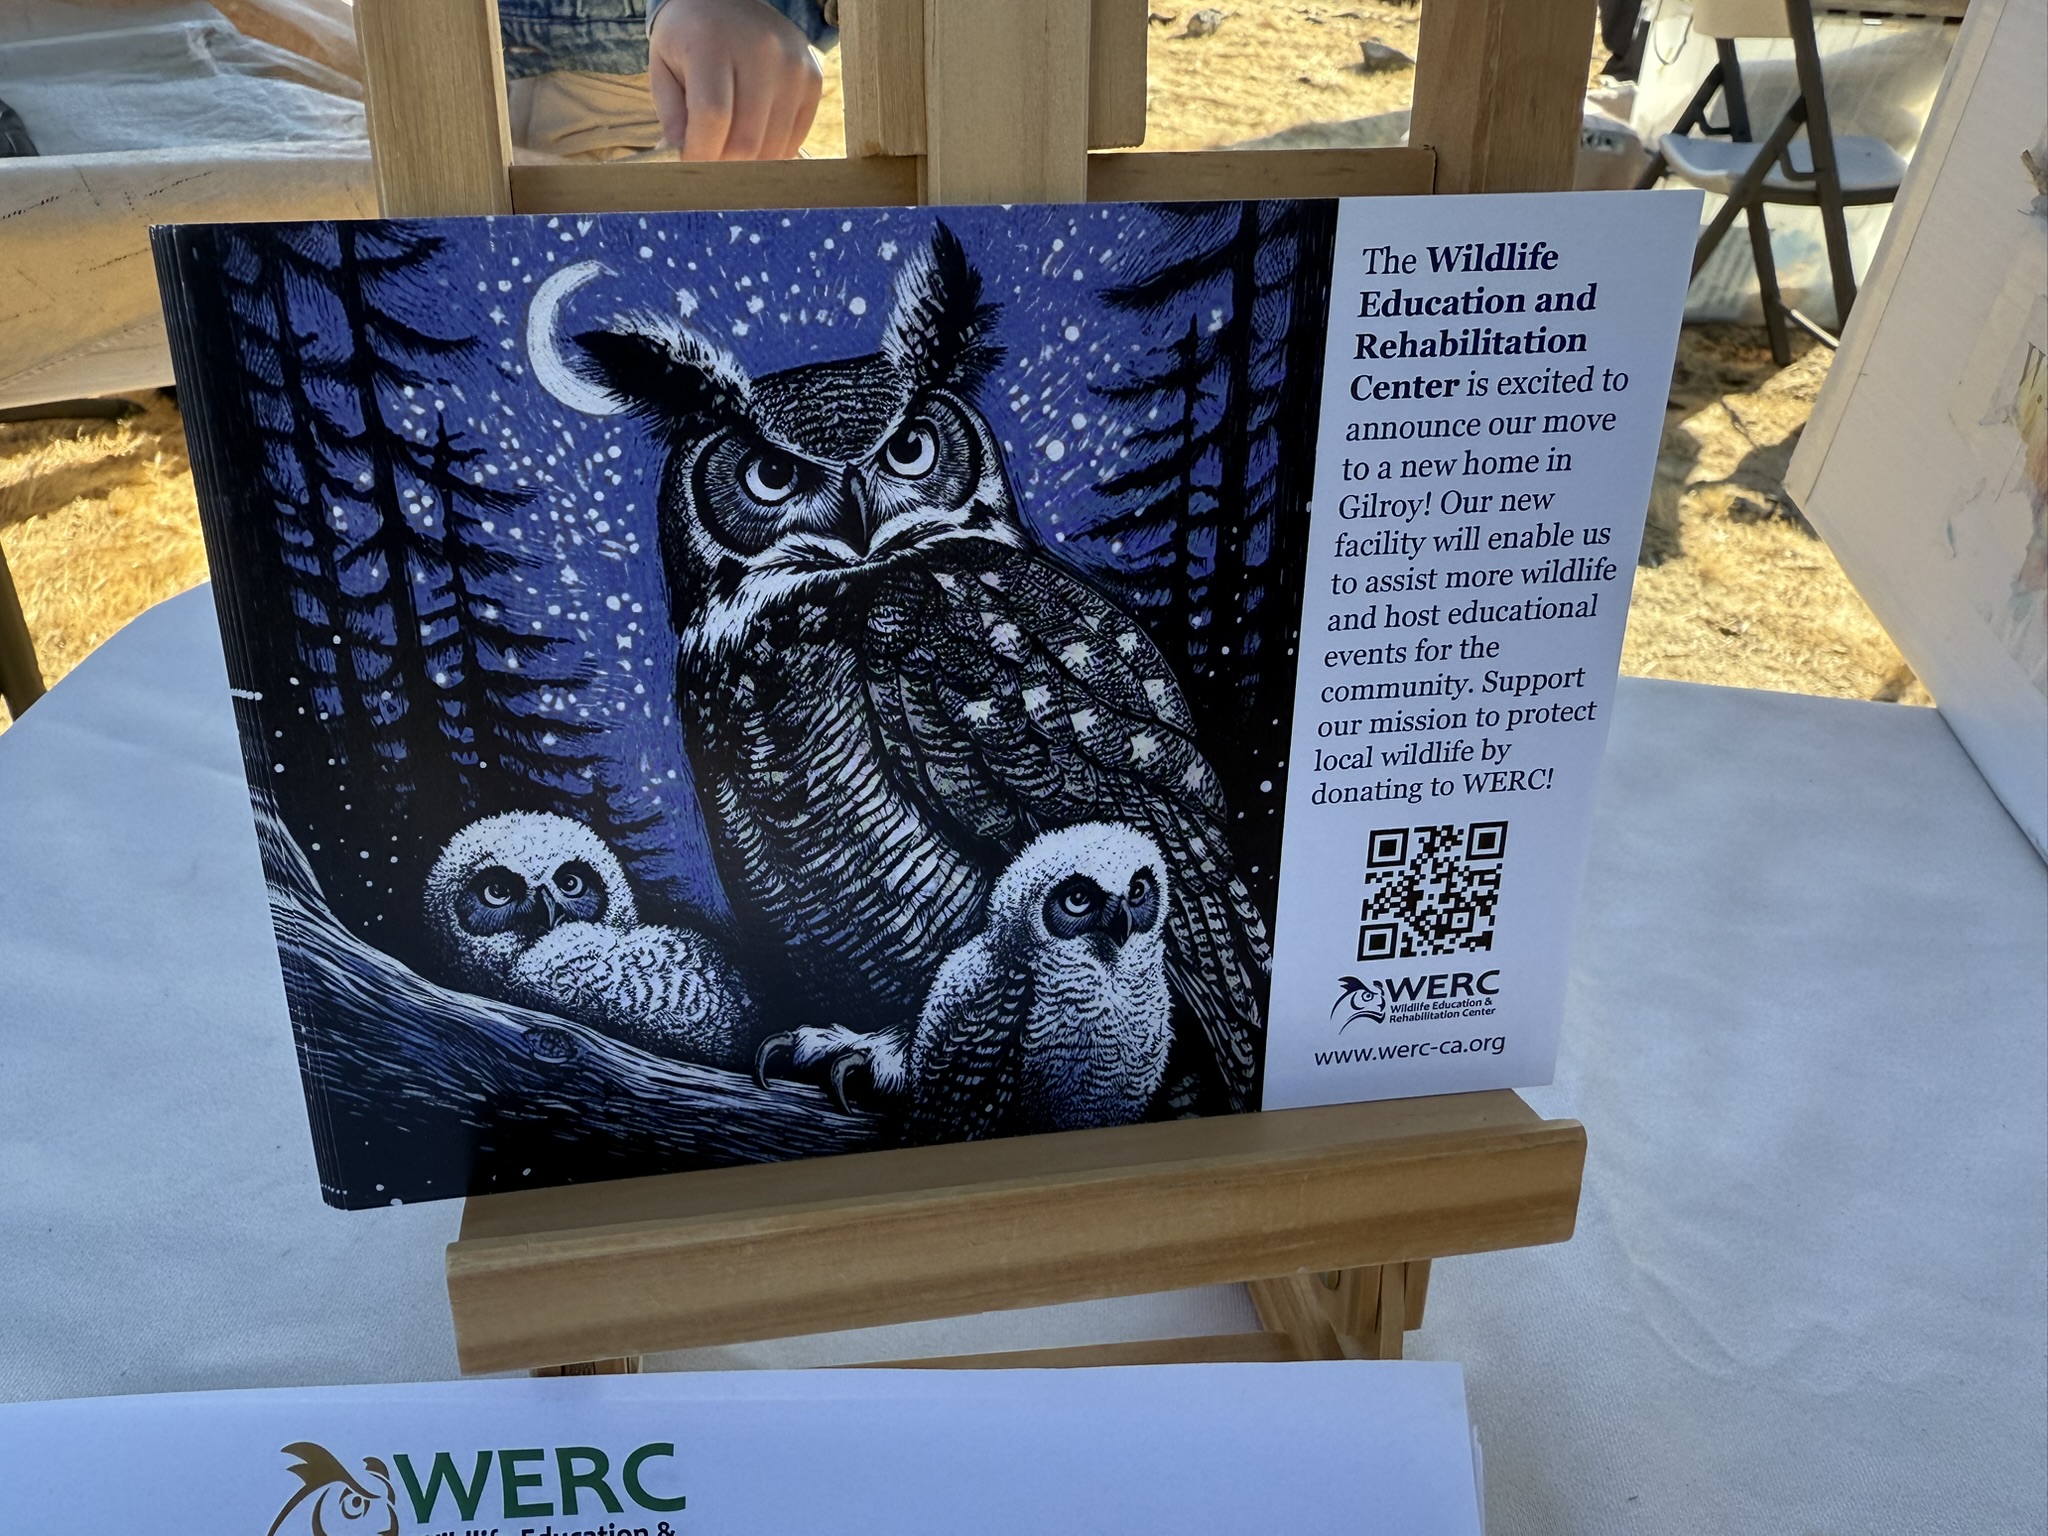 The Wildlife
Education and
Rehabilitation
Center is excited to
announce our move
to a new home in
Gilroy! Our new
facility will enable us
to assist more wildlife
and host educational
events for the
community. Support
our mission to protect
local wildlife by
donating to WERC!
WERC
Wildlife Education &
Rehabilitation Center
www.werc-ca.org
WERC
Wildlife Education &